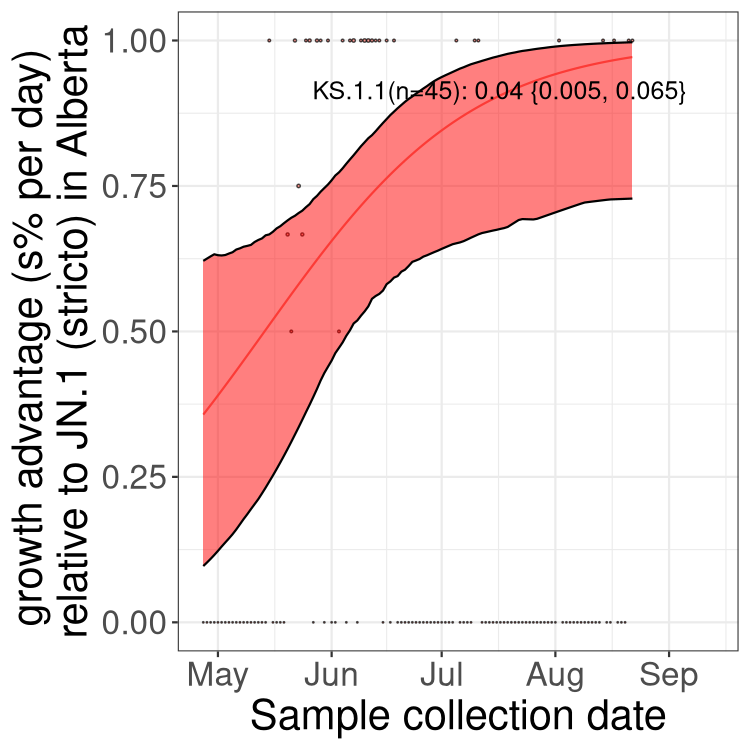 growth advantage (s% per day)
relative to JN.1 (stricto) in Alberta
1.00
0.75
0.50
0.25
0.00
KS.1.1(n=45): 0.04 {0.005, 0.065}
May Jun Jul Aug Sep
Sample collection date